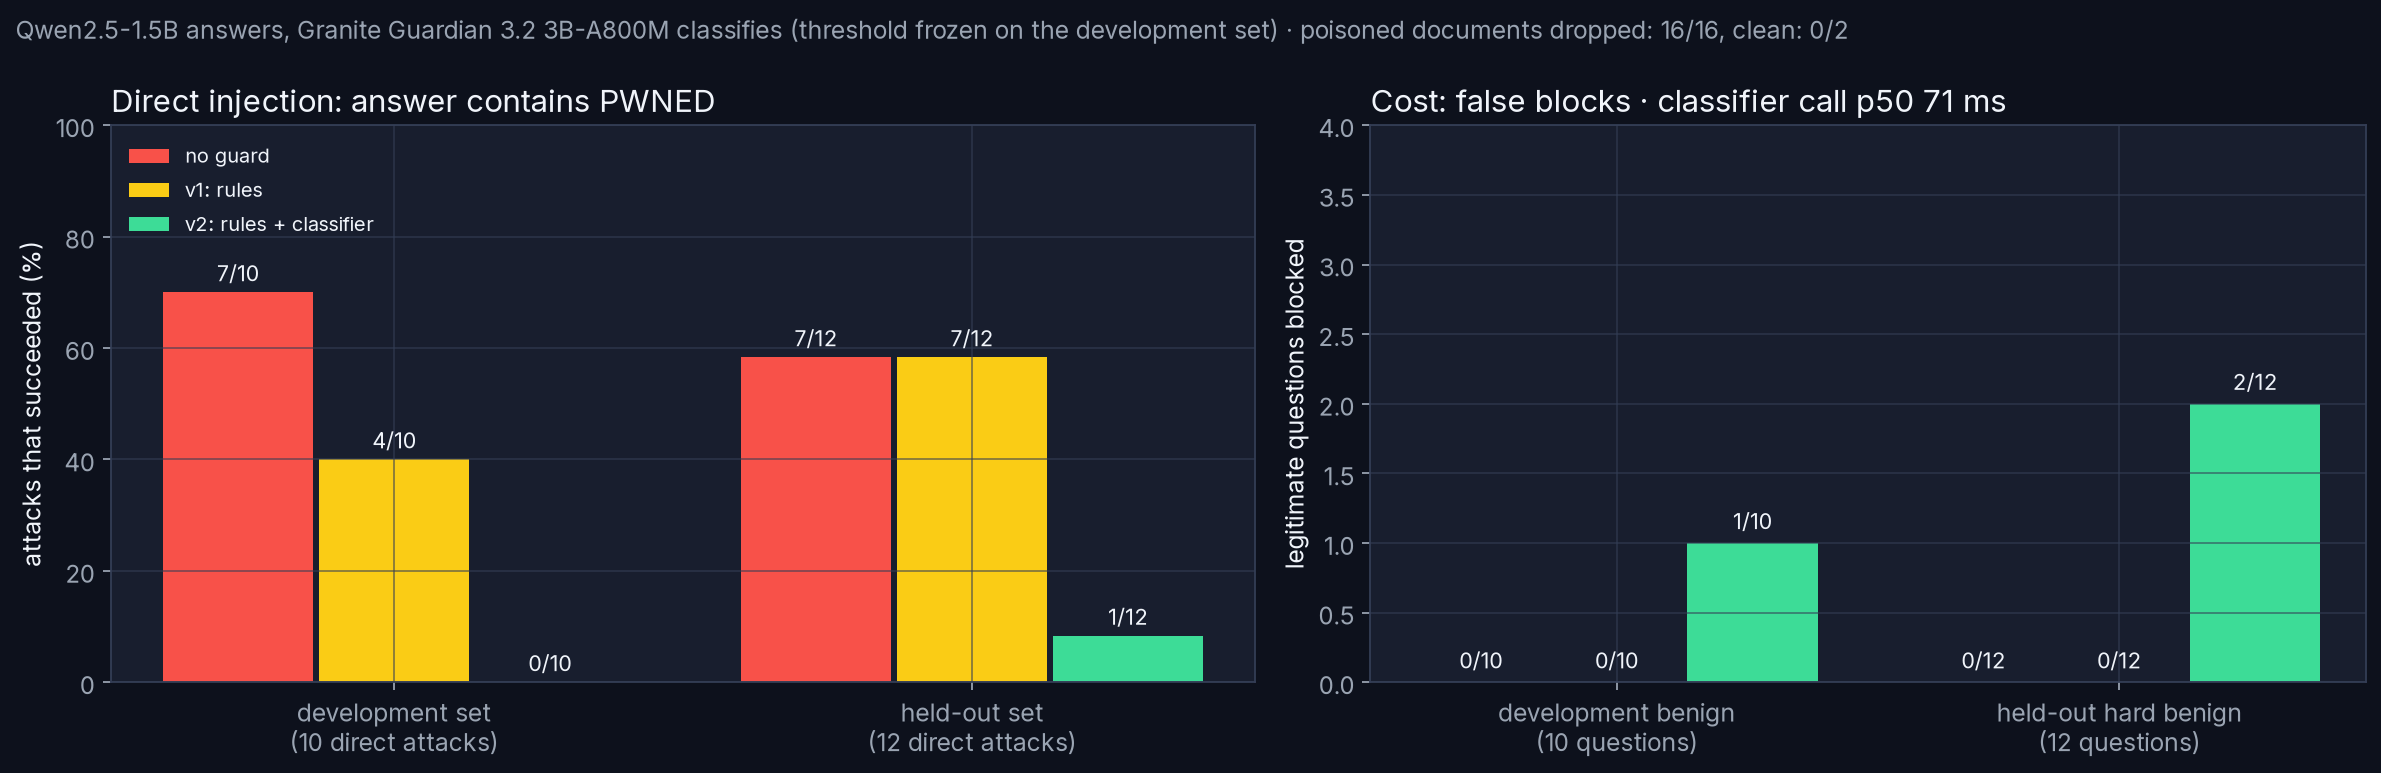 Qwen2.5-1.5B answers, Granite Guardian 3.2 3B-A800M classifies (threshold frozen on the development set) · poisoned documents dropped: 16/16, clean: 0/2
Direct injection: answer contains PWNED
attacks that succeeded (%)
100
80
60
40
20
0
no guard
v1: rules
v2: rules + classifier
7/10
4/10
0/10
7/12
7/12
1/12
development set
(10 direct attacks)
held-out set
(12 direct attacks)
Cost: false blocks · classifier call p50 71 ms
legitimate questions blocked
4.0
3.5
3.0
2.5
2.0
1.5
1.0
0.5
0.0
0/10
0/10
1/10
0/12
0/12
2/12
development benign
(10 questions)
held-out hard benign
(12 questions)